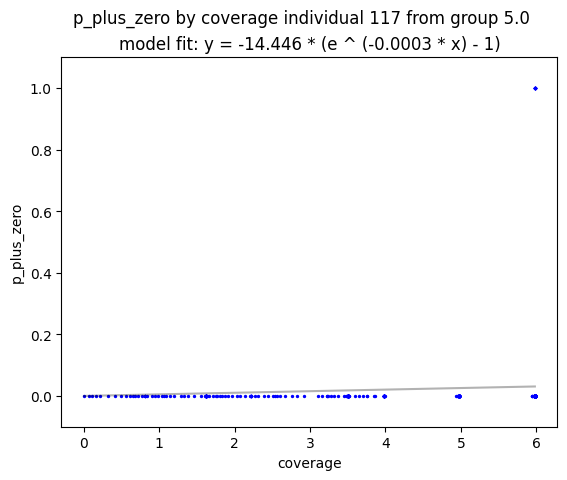 p_plus_zero by coverage individual 117 from group 5.0
model fit: y = -14.446 * (e ^ (-0.0003 * x) - 1)
1.0
0.8
0.6
0.4
0.2
0.0
p_plus_zero
0 1 2 3 4 5 6
coverage